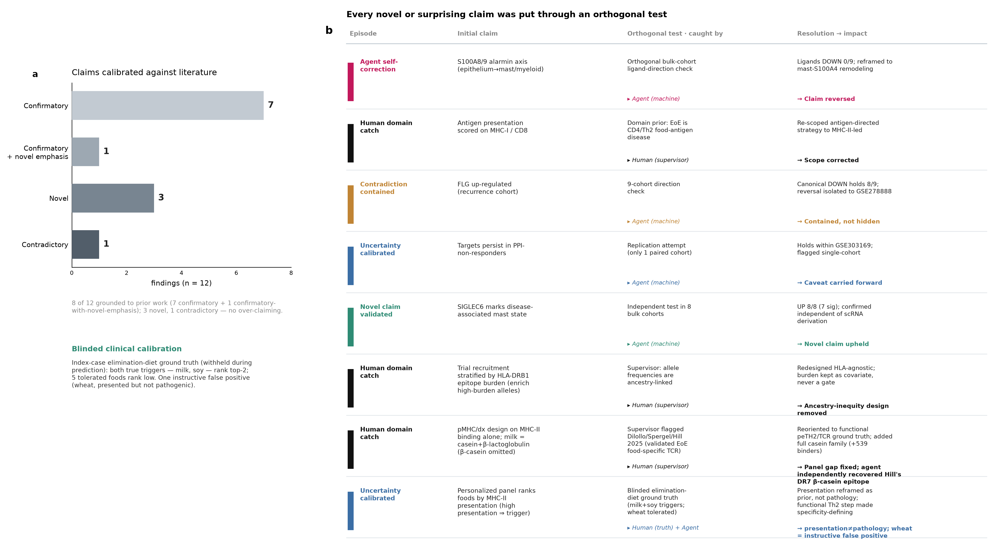 Every novel or surprising claim was put through an orthogonal test
a
Claims calibrated against literature
Confirmatory
7
Confirmatory
+ novel emphasis
1
Novel
3
Contradictory
1
0 2 4 6 8
findings (n = 12)
8 of 12 grounded to prior work (7 confirmatory + 1 confirmatory-
with-novel-emphasis); 3 novel, 1 contradictory — no over-claiming.
Blinded clinical calibration
Index-case elimination-diet ground truth (withheld during
prediction): both true triggers — milk, soy — rank top-2;
5 tolerated foods rank low. One instructive false positive
(wheat, presented but not pathogenic).
b
Episode
Initial claim
Orthogonal test · caught by
Resolution → impact
Agent self-
correction
S100A8/9 alarmin axis
(epithelium→mast/myeloid)
Orthogonal bulk-cohort
ligand-direction check
▸ Agent (machine)
Ligands DOWN 0/9; reframed to
mast-S100A4 remodeling
→ Claim reversed
Human domain
catch
Antigen presentation
scored on MHC-I / CD8
Domain prior: EoE is
CD4/Th2 food-antigen
disease
▸ Human (supervisor)
Re-scoped antigen-directed
strategy to MHC-II-led
→ Scope corrected
Contradiction
contained
FLG up-regulated
(recurrence cohort)
9-cohort direction
check
▸ Agent (machine)
Canonical DOWN holds 8/9;
reversal isolated to GSE278888
→ Contained, not hidden
Uncertainty
calibrated
Targets persist in PPI-
non-responders
Replication attempt
(only 1 paired cohort)
▸ Agent (machine)
Holds within GSE303169;
flagged single-cohort
→ Caveat carried forward
Novel claim
validated
SIGLEC6 marks disease-
associated mast state
Independent test in 8
bulk cohorts
▸ Agent (machine)
UP 8/8 (7 sig); confirmed
independent of scRNA
derivation
→ Novel claim upheld
Human domain
catch
Trial recruitment
stratified by HLA-DRB1
epitope burden (enrich
high-burden alleles)
Supervisor: allele
frequencies are
ancestry-linked
▸ Human (supervisor)
Redesigned HLA-agnostic;
burden kept as covariate,
never a gate
→ Ancestry-inequity design
removed
Human domain
catch
pMHC/dx design on MHC-II
binding alone; milk =
casein+β-lactoglobulin
(β-casein omitted)
Supervisor flagged
Dilollo/Spergel/Hill
2025 (validated EoE
food-specific TCR)
▸ Human (supervisor)
Reoriented to functional
peTH2/TCR ground truth; added
full casein family (+539
binders)
→ Panel gap fixed; agent
independently recovered Hill's
DR7 β-casein epitope
Uncertainty
calibrated
Personalized panel ranks
foods by MHC-II
presentation (high
presentation ⇒ trigger)
Blinded elimination-
diet ground truth
(milk+soy triggers;
wheat tolerated)
▸ Human (truth) + Agent
Presentation reframed as
prior, not pathology;
functional Th2 step made
specificity-defining
→ presentation≠pathology; wheat
= instructive false positive